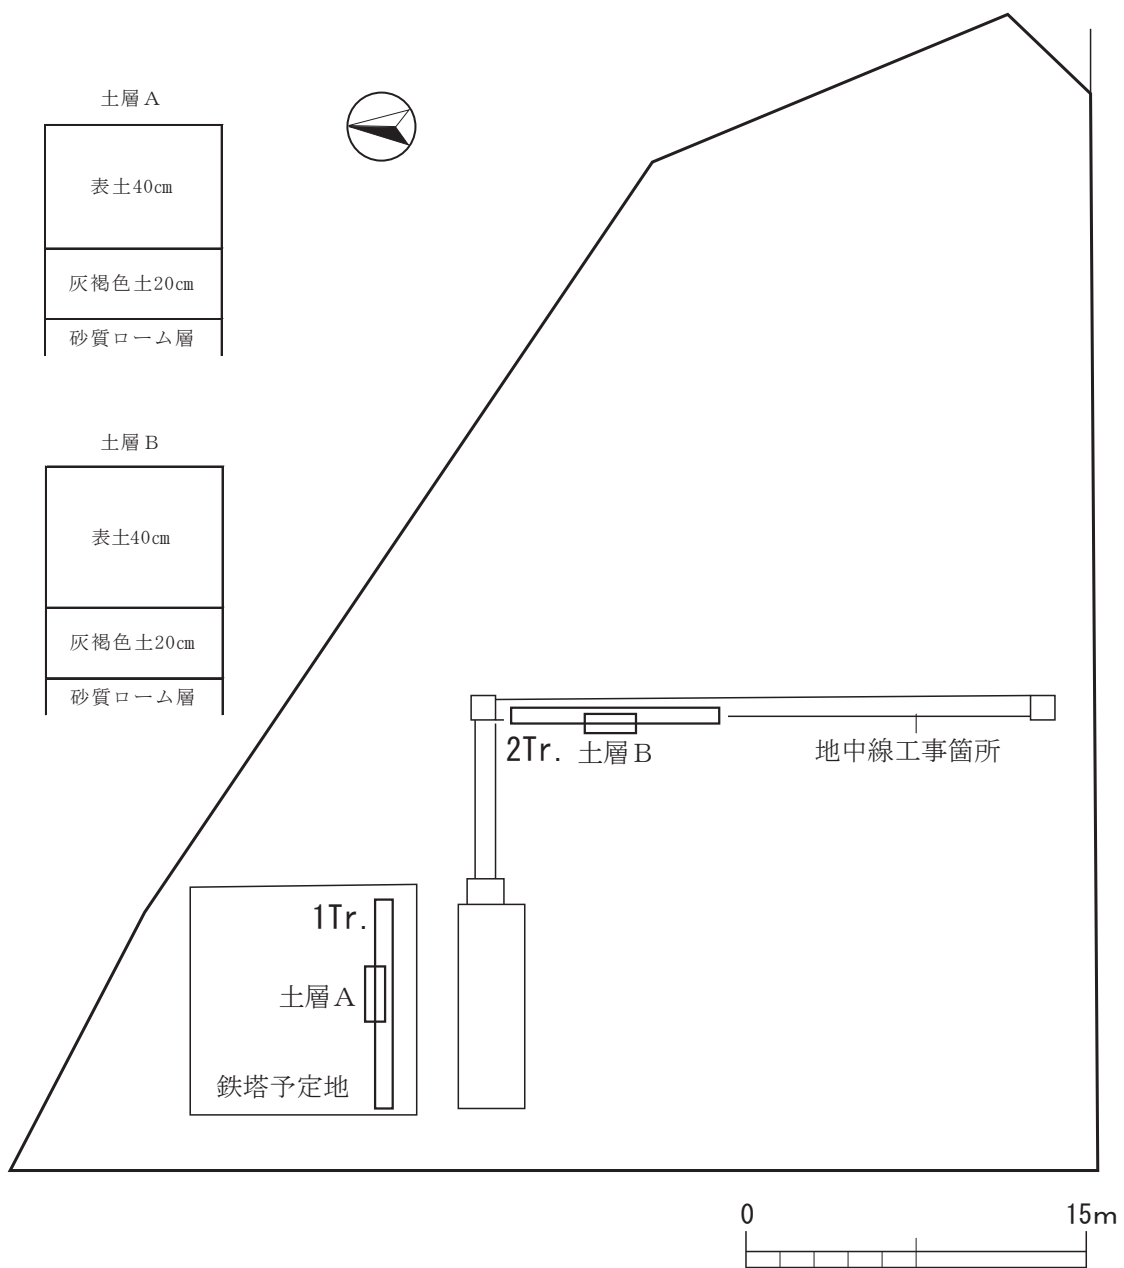 土層A
表土40㎝
灰褐色土20㎝
砂質ローム層
土層B
表土40㎝
灰褐色土20㎝
砂質ローム層
2Tr.
土層B
地中線工事箇所
1Tr.
土層A
鉄塔予定地
0
15m